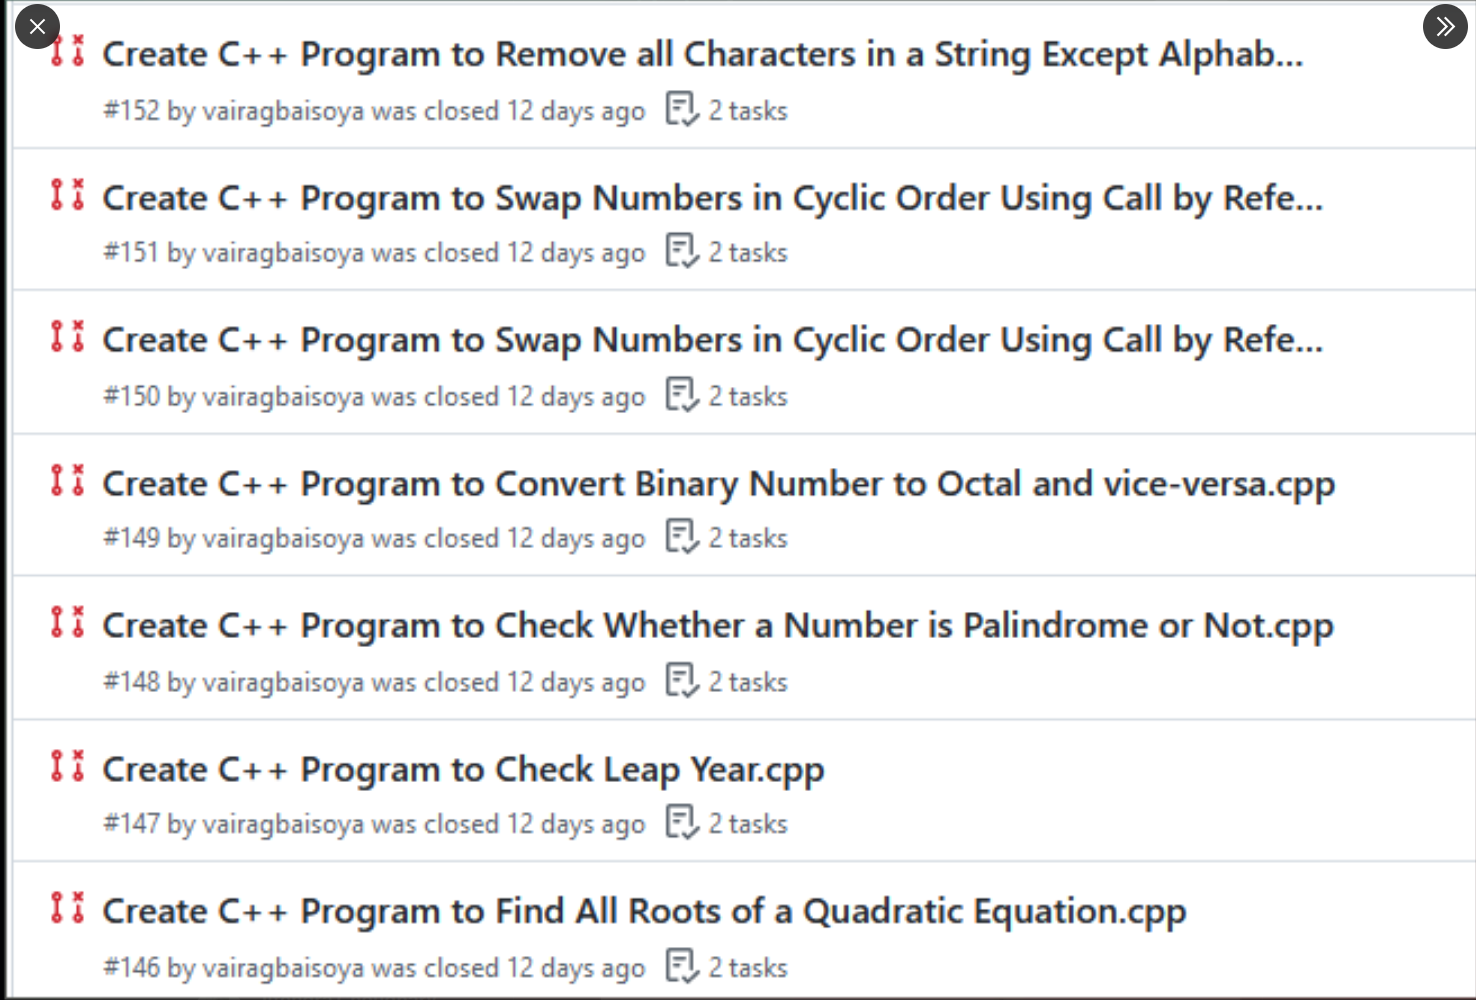 Create C++ Program to Remove all Characters in a String Except Alphab...
#152 by vairagbaisoya was closed 12 days ago 2 tasks
Create C++ Program to Swap Numbers in Cyclic Order Using Call by Refe...
#151 by vairagbaisoya was closed 12 days ago 2 tasks
Create C++ Program to Swap Numbers in Cyclic Order Using Call by Refe...
#150 by vairagbaisoya was closed 12 days ago 2 tasks
Create C++ Program to Convert Binary Number to Octal and vice-versa.cpp
#149 by vairagbaisoya was closed 12 days ago 2 tasks
Create C++ Program to Check Whether a Number is Palindrome or Not.cpp
#148 by vairagbaisoya was closed 12 days ago 2 tasks
Create C++ Program to Check Leap Year.cpp
#147 by vairagbaisoya was closed 12 days ago 2 tasks
Create C++ Program to Find All Roots of a Quadratic Equation.cpp
#146 by vairagbaisoya was closed 12 days ago 2 tasks